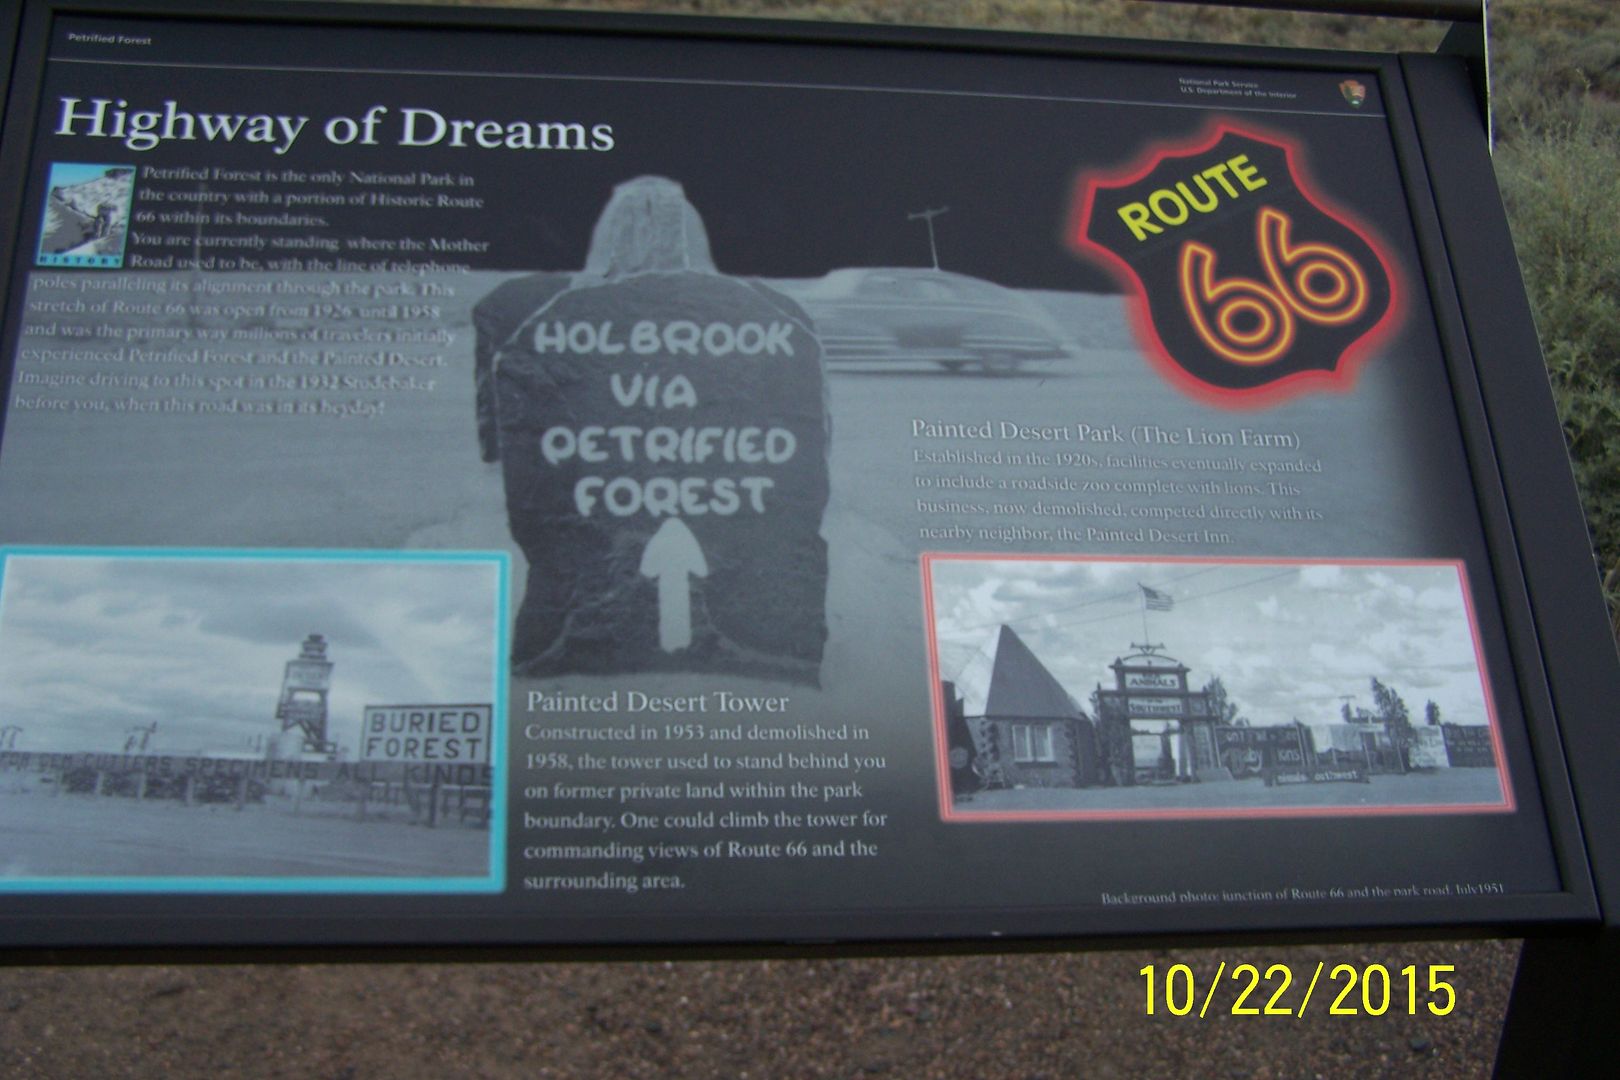 Petrified Forest
National Park Service
U.S. Department of the Interior
Highway of Dreams
HISTORY
Petrified Forest is the only National Park in
the country with a portion of Historic Route
66 within its boundaries.
You are currently standing where the Mother
Road used to be, with the line of telephone
poles paralleling its alignment through the park. This
stretch of Route 66 was open from 1926 until 1958
and was the primary way millions of travelers initially
experienced Petrified Forest and the Painted Desert.
Imagine driving to this spot in the 1932 Studebaker
before you, when this road was in its heyday!
HOLBROOK
VIA
PETRIFIED
FOREST
ROUTE
66
Painted Desert Park (The Lion Farm)
Established in the 1920s, facilities eventually expanded
to include a roadside zoo complete with lions. This
business, now demolished, competed directly with its
nearby neighbor, the Painted Desert Inn.
BURIED
FOREST
CUTTERS SPECIMENS ALL KINDS
Painted Desert Tower
Constructed in 1953 and demolished in
1958, the tower used to stand behind you
on former private land within the park
boundary. One could climb the tower for
commanding views of Route 66 and the
surrounding area.
ANIMALS
Background photo: junction of Route 66 and the park road, July 1951
10/22/2015